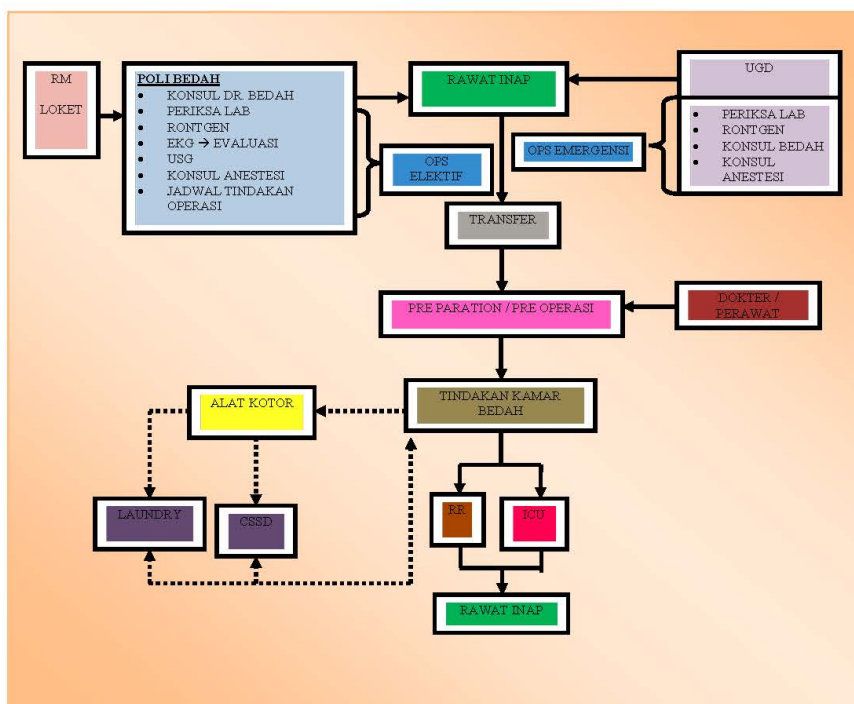 RM
LOKET
POLI BEDAH
• KONSUL DR. BEDAH
• PERIKSA LAB
• RONTGEN
• EKG → EVALUASI
• USG
• KONSUL ANESTESI
• JADWAL TINDAKAN
OPERASI
RAWAT INAP
UGD
• PERIKSA LAB
• RONTGEN
• KONSUL BEDAH
• KONSUL
ANESTESI
OPS
ELEKTIF
OPS EMERGENSI
TRANSFER
PRE PARATION / PRE OPERASI
DOKTER /
PERAWAT
ALAT KOTOR
TINDAKAN KAMAR
BEDAH
LAUNDRY
CSSD
RR
ICU
RAWAT INAP